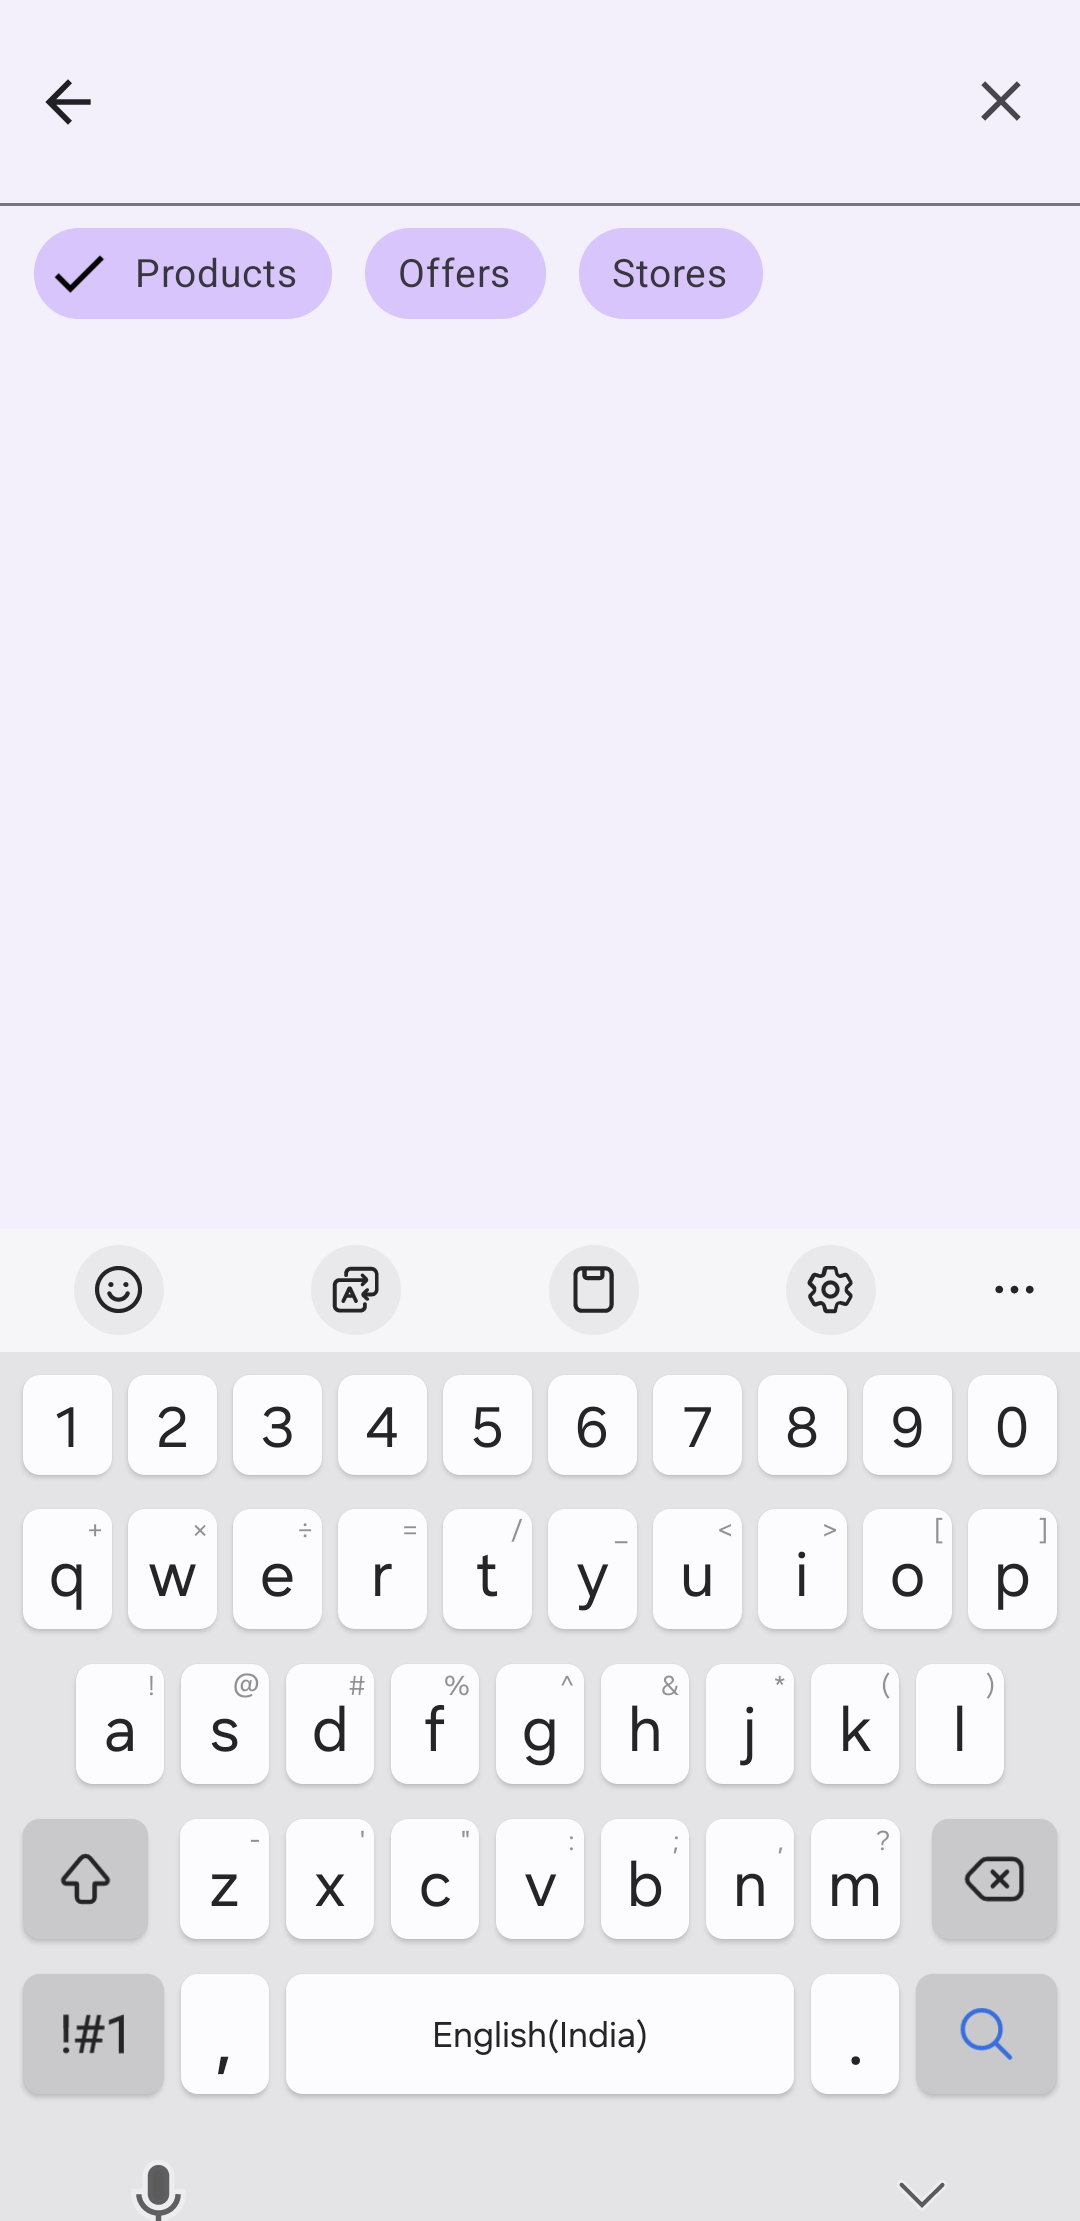 Products Offers Stores
1 2 3 4 5 6 7 8 9 0
+ × ÷ = / _ < > [ ]
q w e r t y u i o p
! @ # % ^ & * ( )
a s d f g h j k l
- ' " : ; , ?
z x c v b n m
!#1 , English(India) .